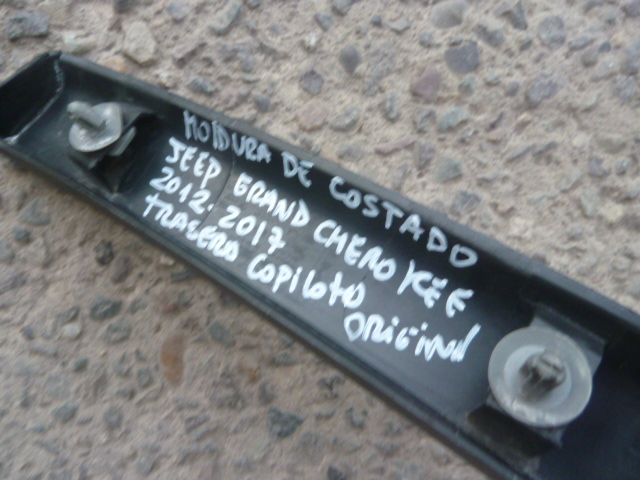 MOLDURA DE COSTADO
JEEP GRAND CHEROKEE
2012.2017
TRASERO COPILOTO
ORIGINAL